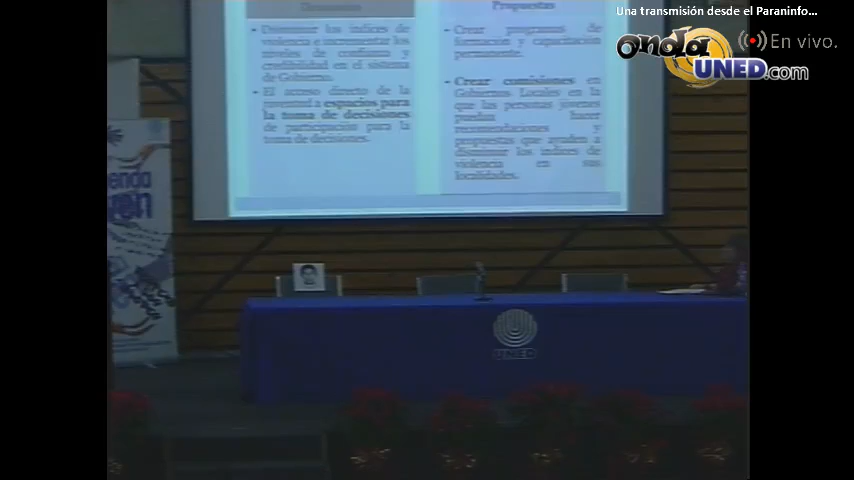 Una transmisión desde el Paraninfo...
onda
UNED.com
En vivo.
Propuestas
• Disminuir los índices de
violencia e incrementar los
niveles de confianza y
credibilidad en el sistema
de Gobierno.
• El acceso directo de la
juventud a espacios para
la toma de decisiones
de participación para la
toma de decisiones.
- Crear programas de
formación y capacitación
permanente.
- Crear comisiones en
Gobiernos Locales en la
que las personas jóvenes
puedan hacer
recomendaciones y
propuestas que ayuden a
disminuir los índices de
violencia en sus
localidades.
UNED